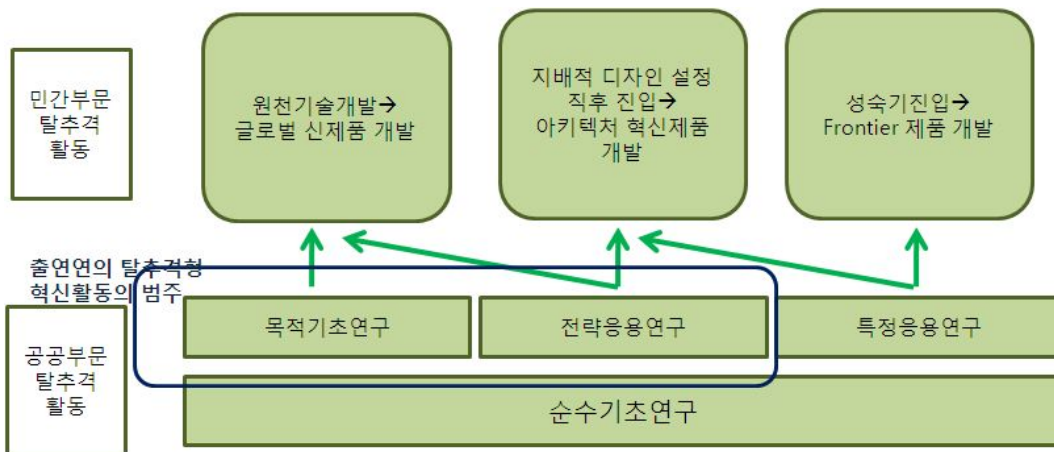 민간부문
탈추격
활동
원천기술개발→
글로벌 신제품 개발
지배적 디자인 설정
직후 진입→
아키텍처 혁신제품
개발
성숙기진입→
Frontier 제품 개발
출연연의 탈추격형
혁신활동의 범주
공공부문
탈추격
활동
목적기초연구
전략응용연구
특정응용연구
순수기초연구